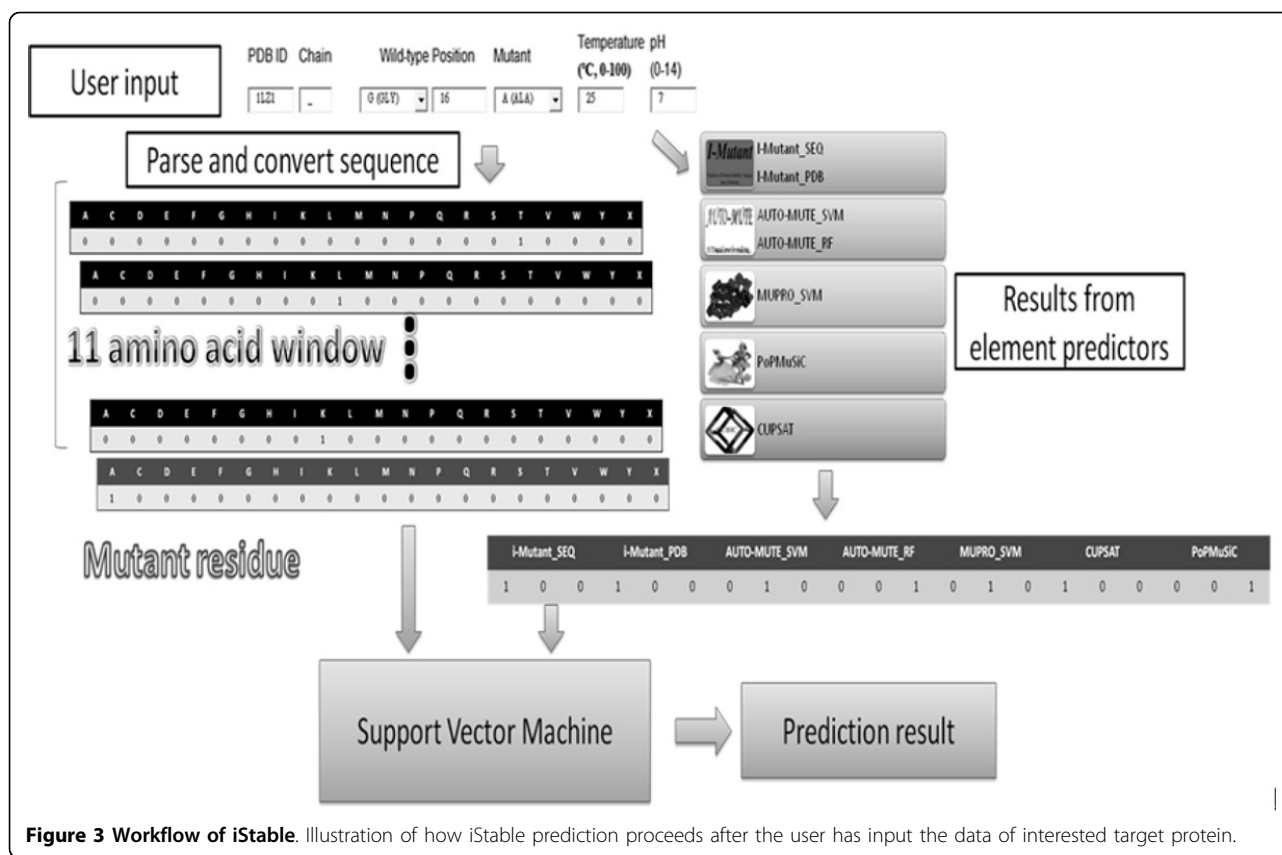 User input
PDB ID Chain Wild-type Position Mutant Temperature pH
(°C, 0-100) (0-14)
1LZ1 _ G (GLY) 16 A (ALA) 25 7
Parse and convert sequence
A C D E F G H I K L M N P Q R S T V W Y X
0 0 0 0 0 0 0 0 0 0 0 0 0 0 0 0 1 0 0 0 0
A C D E F G H I K L M N P Q R S T V W Y X
0 0 0 0 0 0 0 0 0 1 0 0 0 0 0 0 0 0 0 0 0
11 amino acid window
A C D E F G H I K L M N P Q R S T V W Y X
0 0 0 0 0 0 0 0 1 0 0 0 0 0 0 0 0 0 0 0 0
A C D E F G H I K L M N P Q R S T V W Y X
1 0 0 0 0 0 0 0 0 0 0 0 0 0 0 0 0 0 0 0 0
Mutant residue
I-Mutant
I-Mutant_SEQ
I-Mutant_PDB
AUTO-MUTE
AUTO-MUTE_SVM
AUTO-MUTE_RF
MUPRO_SVM
PoPMuSiC
CUPSAT
Results from
element predictors
i-Mutant_SEQ i-Mutant_PDB AUTO-MUTE_SVM AUTO-MUTE_RF MUPRO_SVM CUPSAT PoPMuSiC
1 0 0 1 0 0 0 1 0 0 0 1 0 1 0 1 0 0 0 0 1
Support Vector Machine
Prediction result
Figure 3 Workflow of iStable. Illustration of how iStable prediction proceeds after the user has input the data of interested target protein.